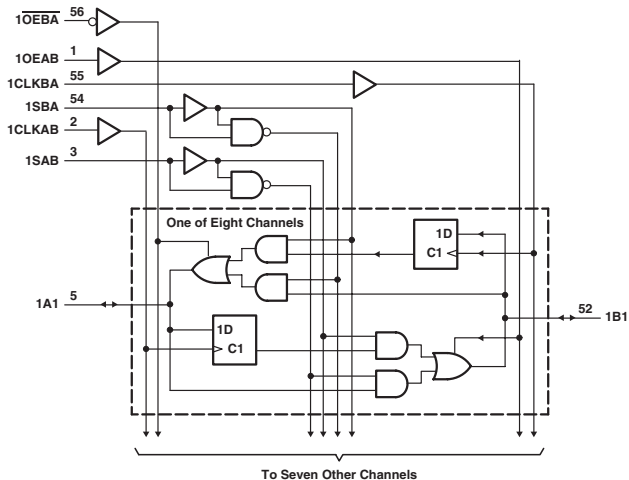 1OEBA 56
1OEAB 1
1CLKBA 55
1SBA 54
1CLKAB 2
1SAB 3
One of Eight Channels
1D
C1
1A1 5
52 1B1
1D
C1
To Seven Other Channels